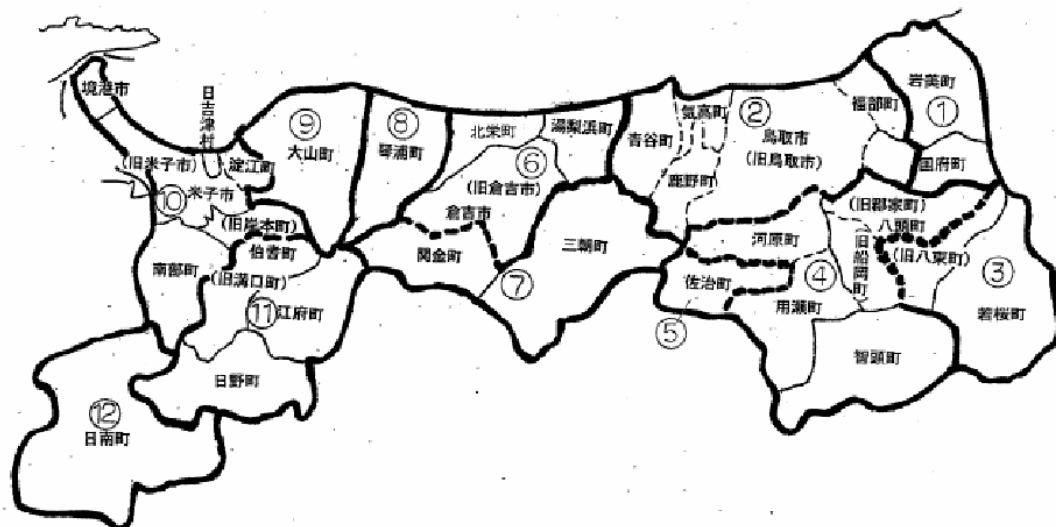 境港市
日吉津村
(旧米子市)
淀江町
⑩
米子市
⑨
大山町
(旧岸本町)
伯耆町
(旧溝口町)
南部町
⑪
江府町
日野町
⑫
日南町
⑧
琴浦町
北栄町
湯梨浜町
⑥
(旧倉吉市)
倉吉市
関金町
⑦
三朝町
青谷町
気高町
鹿野町
②
鳥取市
(旧鳥取市)
福部町
岩美町
①
国府町
(旧郡家町)
八頭町
旧船岡町
(旧八東町)
河原町
④
用瀬町
佐治町
⑤
③
若桜町
智頭町